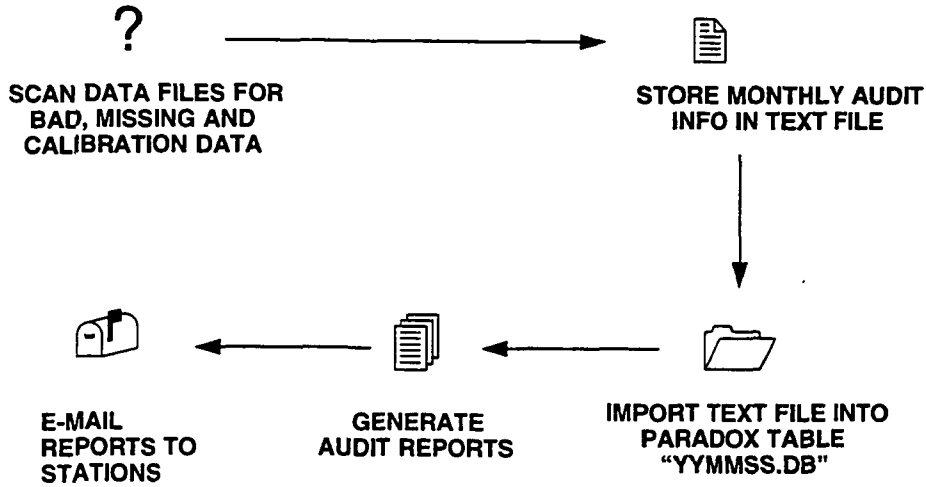 ?
SCAN DATA FILES FOR
BAD, MISSING AND
CALIBRATION DATA
STORE MONTHLY AUDIT
INFO IN TEXT FILE
IMPORT TEXT FILE INTO
PARADOX TABLE
"YYMMSS.DB"
GENERATE
AUDIT REPORTS
E-MAIL
REPORTS TO
STATIONS